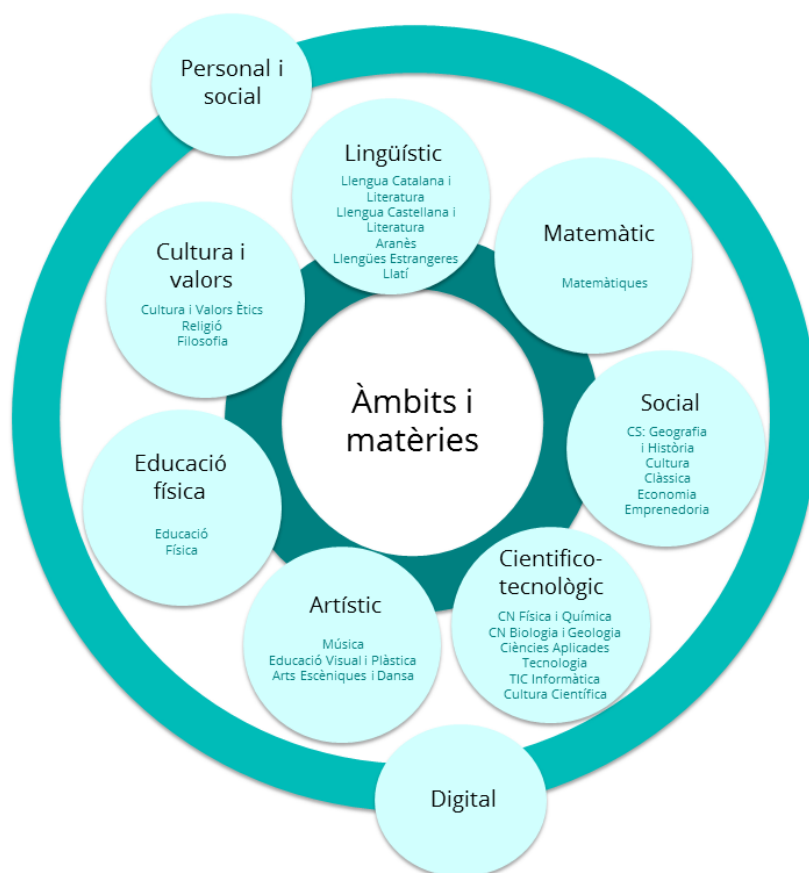 Personal i
social
Lingüístic
Llengua Catalana i
Literatura
Llengua Castellana i
Literatura
Aranès
Llengües Estrangeres
Llatí
Matemàtic
Matemàtiques
Cultura i
valors
Cultura i Valors Ètics
Religió
Filosofia
Àmbits i
matèries
Social
CS: Geografia
i Història
Cultura
Clàssica
Economia
Emprenedoria
Educació
física
Educació
Física
Cientifico-
tecnològic
CN Física i Química
CN Biologia i Geologia
Ciències Aplicades
Tecnologia
TIC Informàtica
Cultura Científica
Artístic
Música
Educació Visual i Plàstica
Arts Escèniques i Dansa
Digital